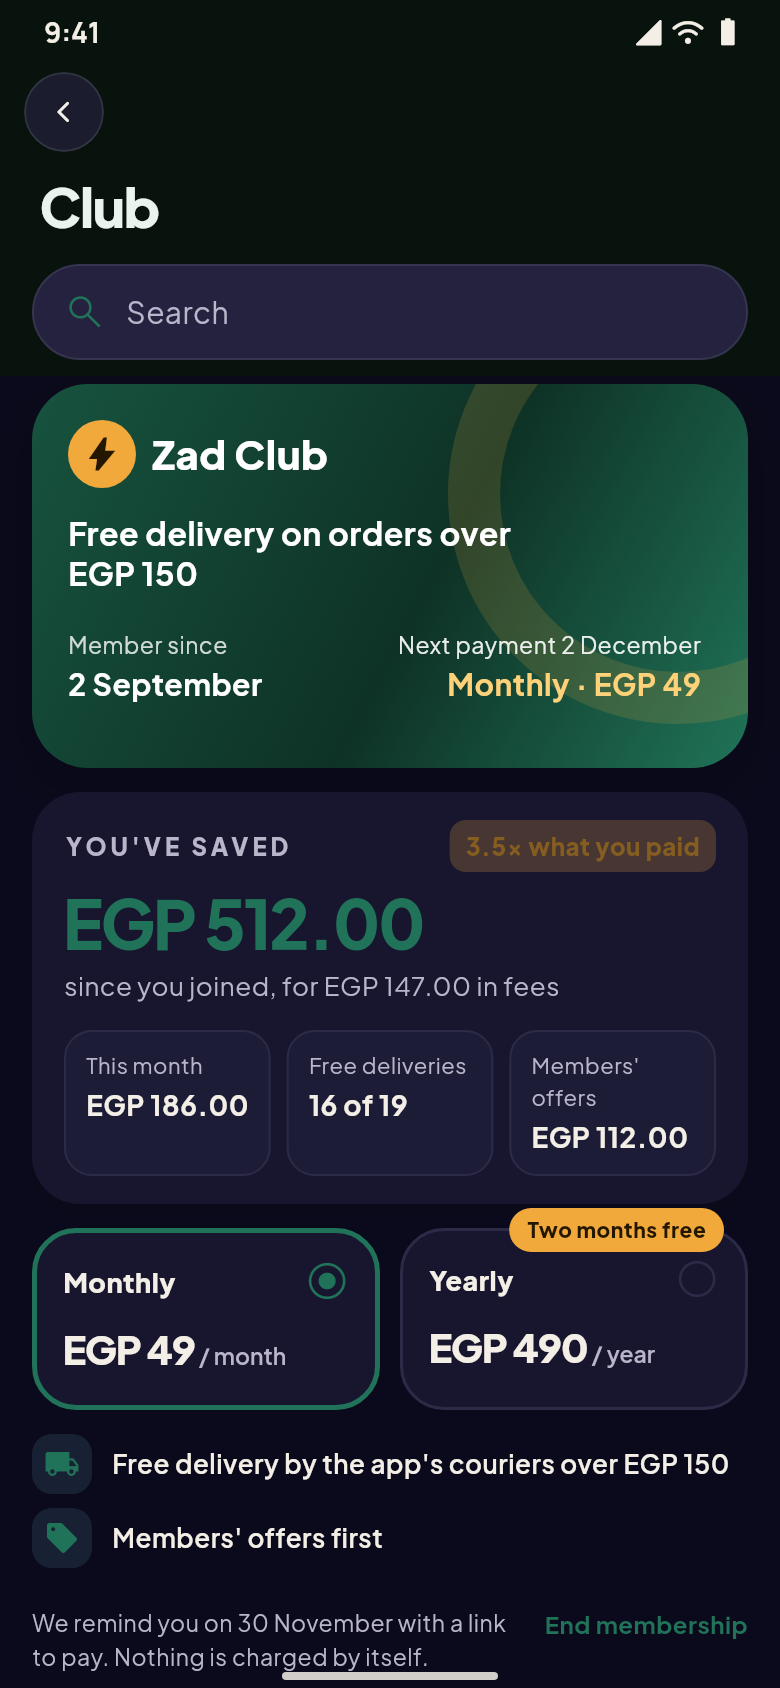 9:41
Club
Search
Zad Club
Free delivery on orders over
EGP 150
Member since
Next payment 2 December
2 September
Monthly · EGP 49
YOU'VE SAVED
3.5× what you paid
EGP 512.00
since you joined, for EGP 147.00 in fees
This month
EGP 186.00
Free deliveries
16 of 19
Members'
offers
EGP 112.00
Two months free
Monthly
EGP 49 / month
Yearly
EGP 490 / year
Free delivery by the app's couriers over EGP 150
Members' offers first
We remind you on 30 November with a link
to pay. Nothing is charged by itself.
End membership